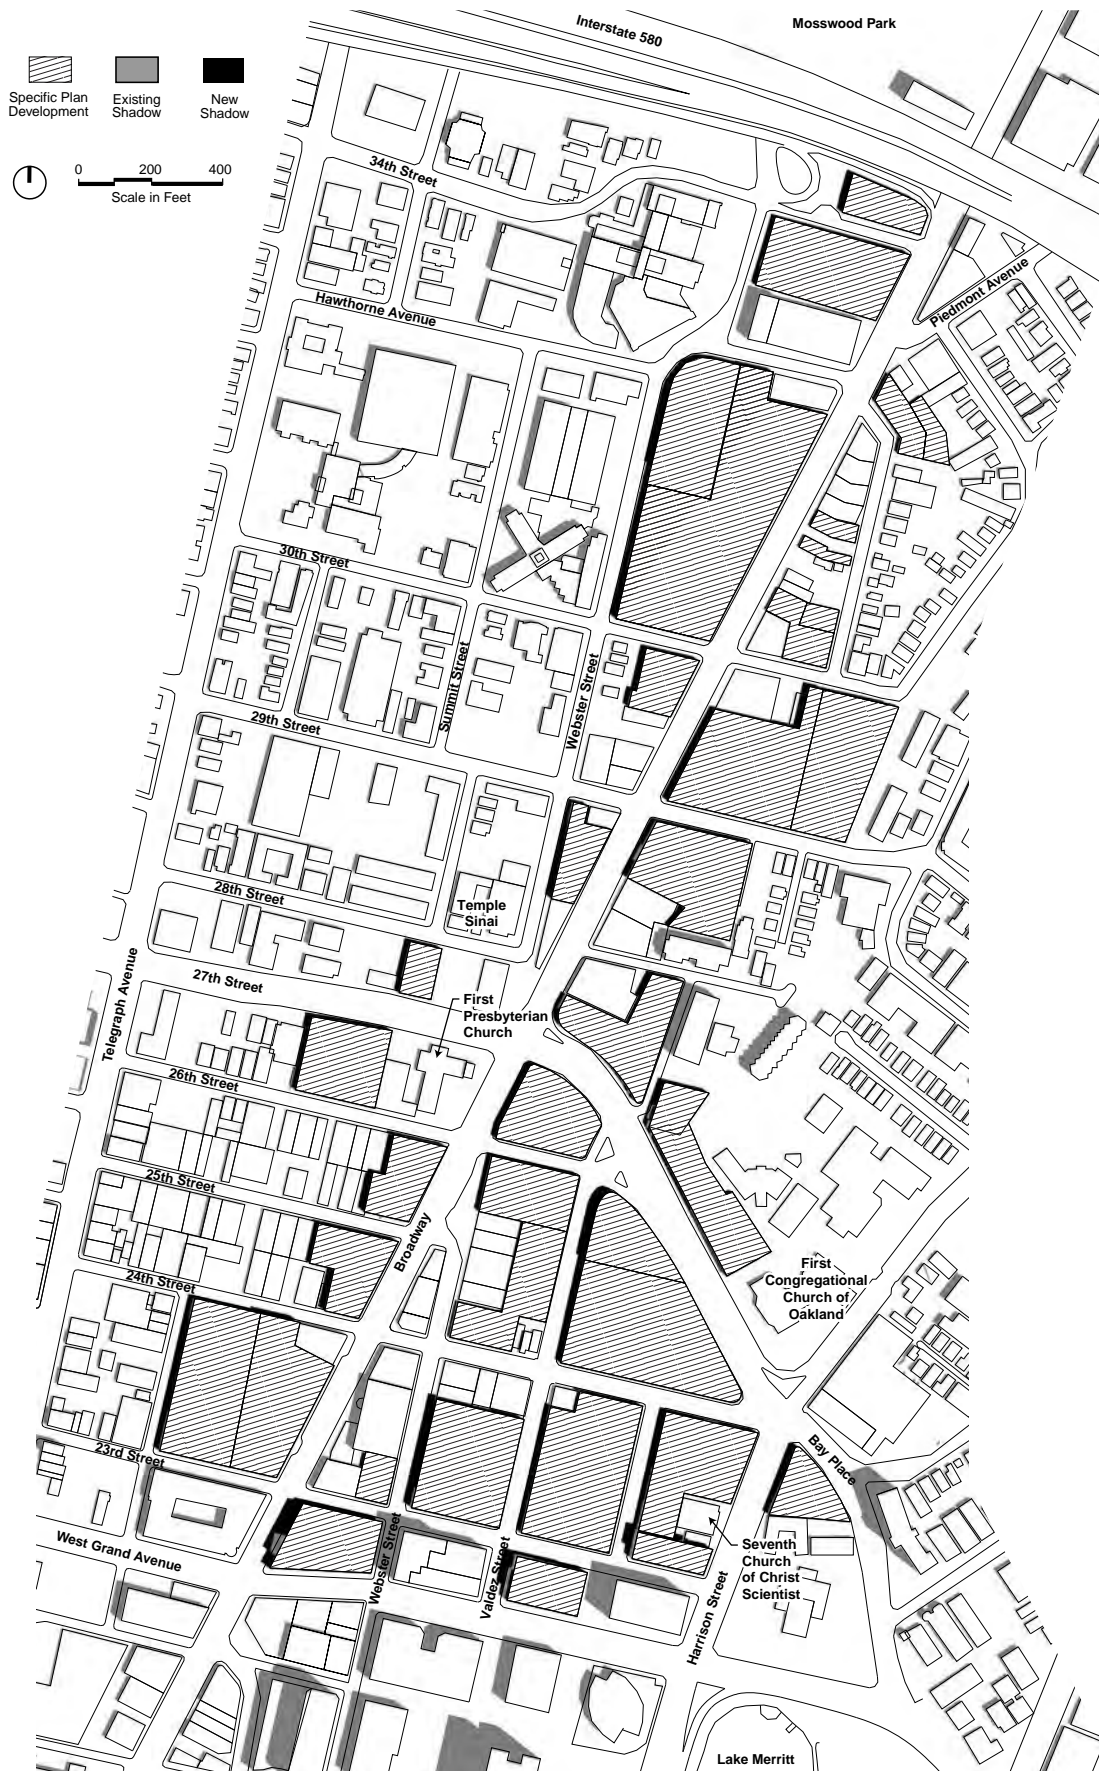 Interstate 580
Mosswood Park
Specific Plan
Development
Existing
Shadow
New
Shadow
0 200 400
Scale in Feet
34th Street
Piedmont Avenue
Hawthorne Avenue
30th Street
Summit Street
Webster Street
29th Street
28th Street
Temple
Sinai
27th Street
Telegraph Avenue
First
Presbyterian
Church
26th Street
25th Street
Broadway
24th Street
First
Congregational
Church of
Oakland
23rd Street
Bay Place
West Grand Avenue
Webster Street
Valdez Street
Seventh
Church
of Christ
Scientist
Harrison Street
Lake Merritt